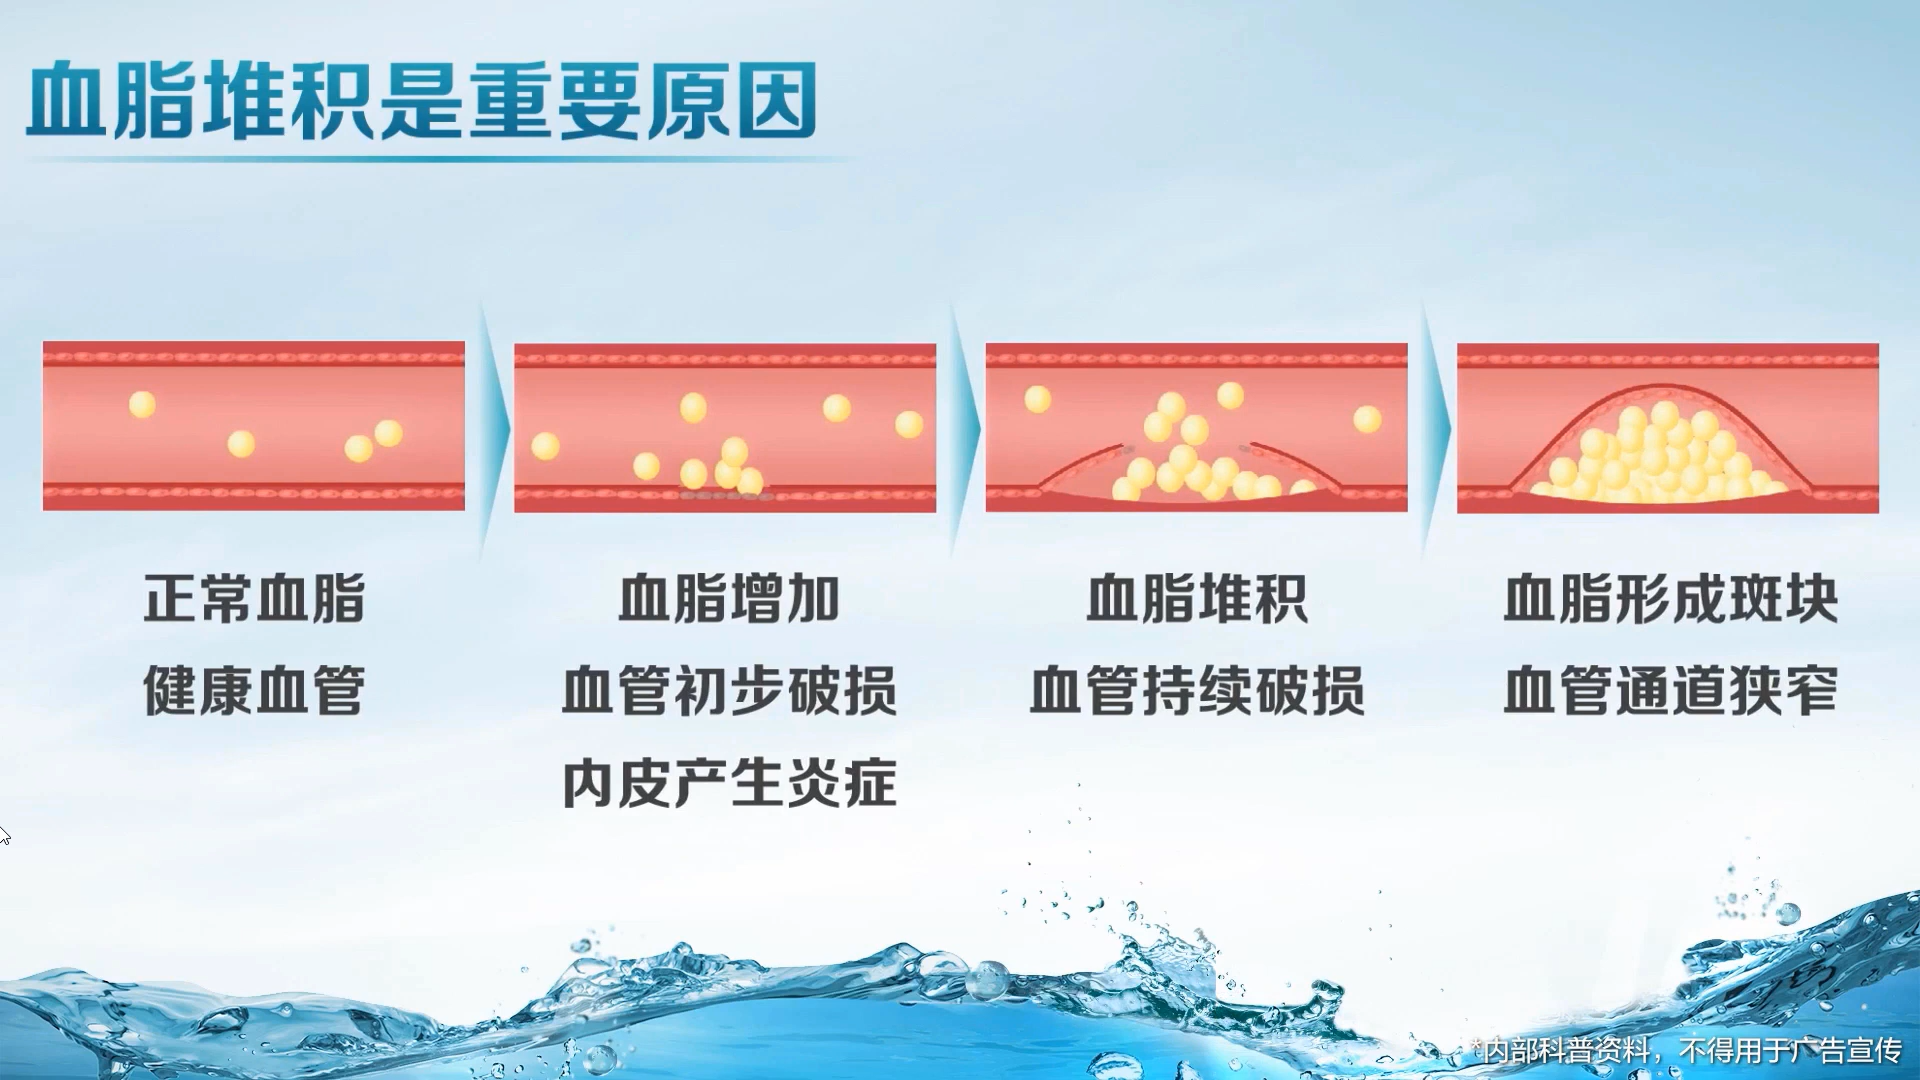 血脂堆积是重要原因
正常血脂
健康血管
血脂增加
血管初步破损
内皮产生炎症
血脂堆积
血管持续破损
血脂形成斑块
血管通道狭窄
*内部科普资料，不得用于广告宣传